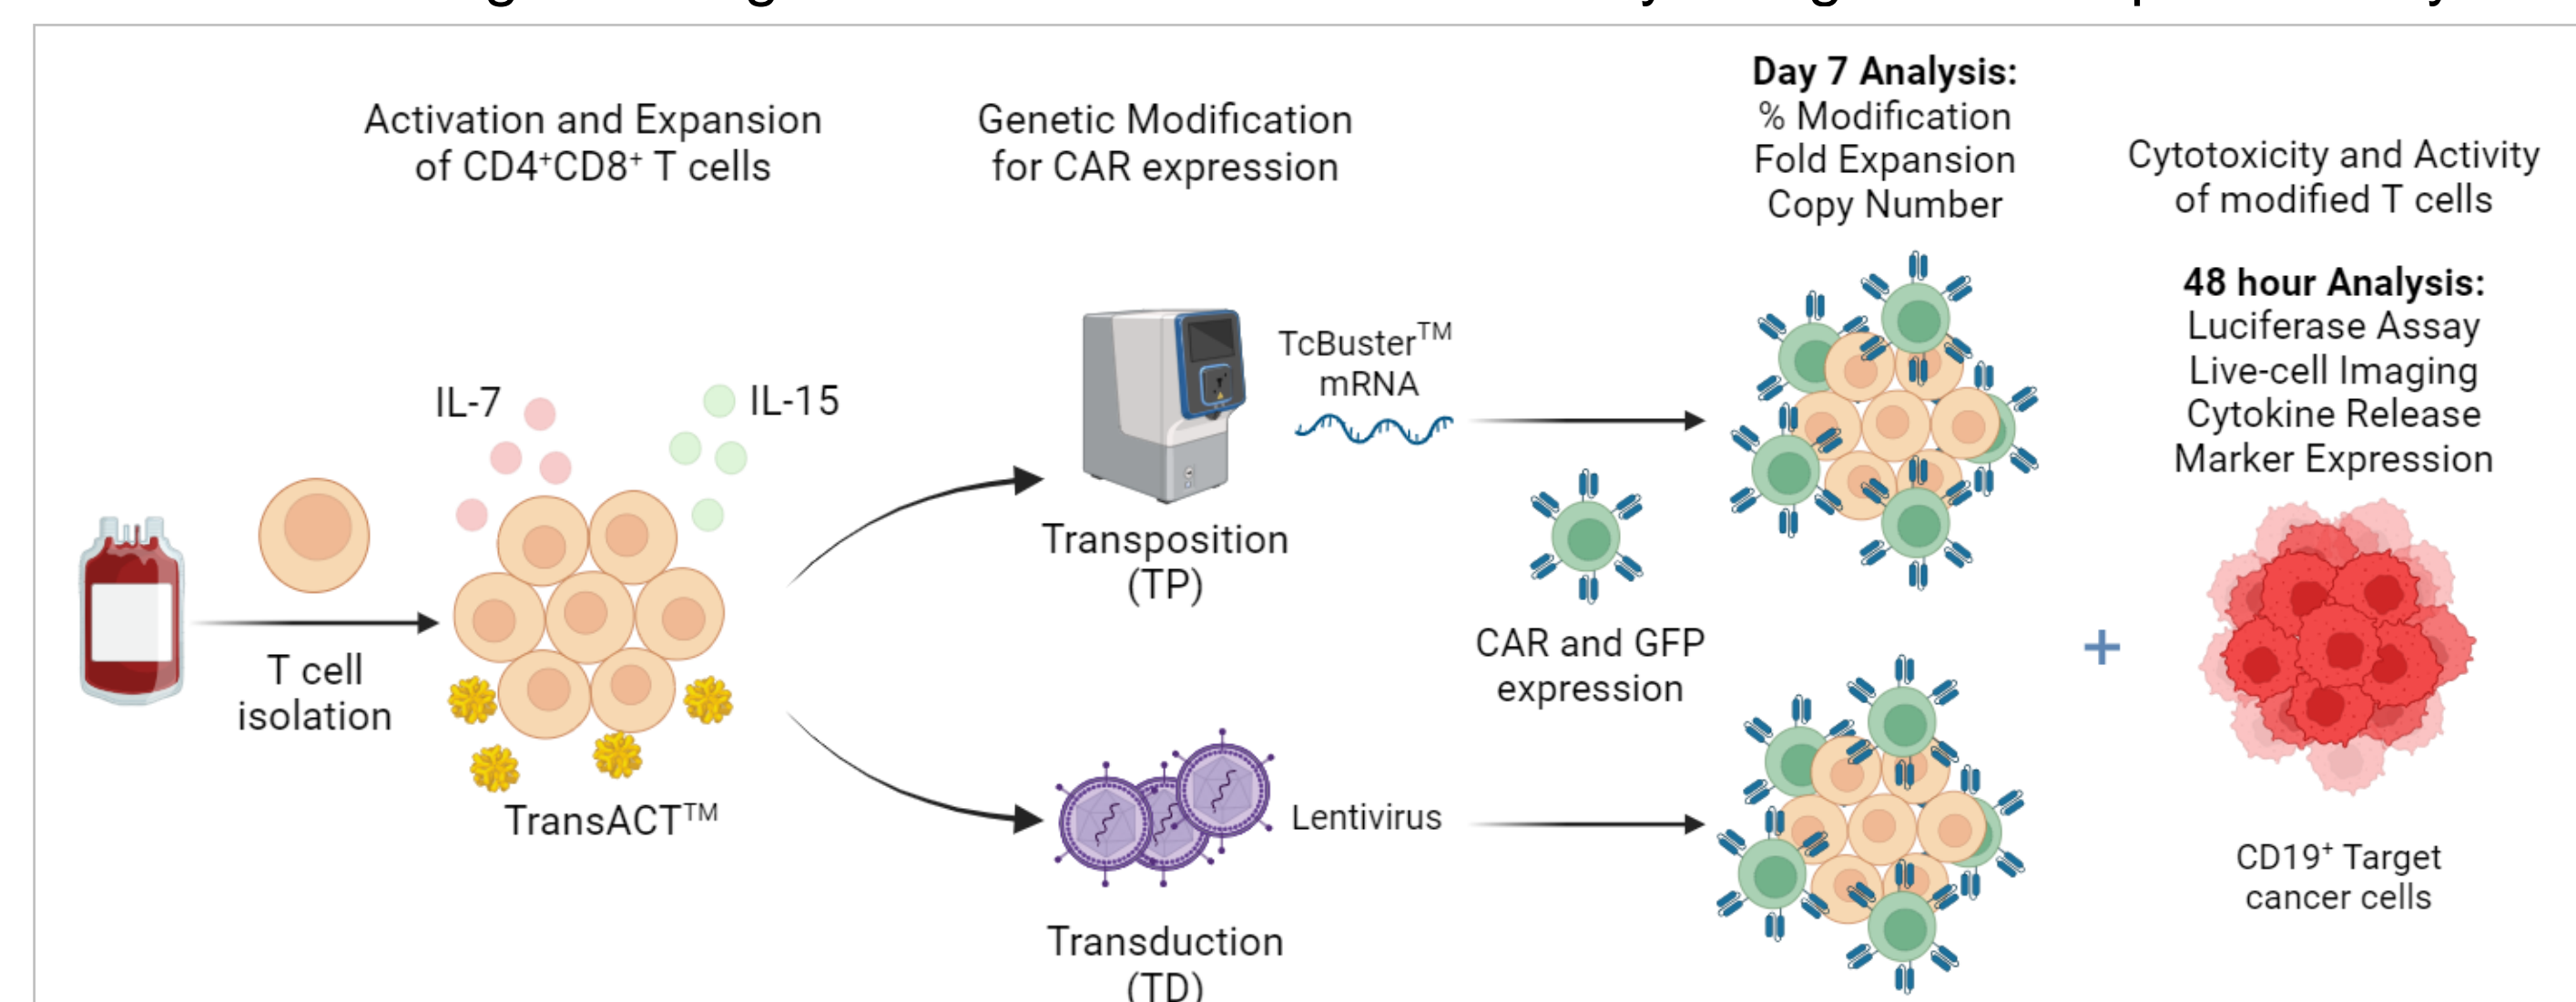 Activation and Expansion
of CD4⁺CD8⁺ T cells
Genetic Modification
for CAR expression
Day 7 Analysis:
% Modification
Fold Expansion
Copy Number
Cytotoxicity and Activity
of modified T cells
48 hour Analysis:
Luciferase Assay
Live-cell Imaging
Cytokine Release
Marker Expression
IL-7
IL-15
T cell
isolation
TransACT™
TcBuster™
mRNA
Transposition
(TP)
CAR and GFP
expression
Lentivirus
Transduction
(TD)
+
CD19⁺ Target
cancer cells